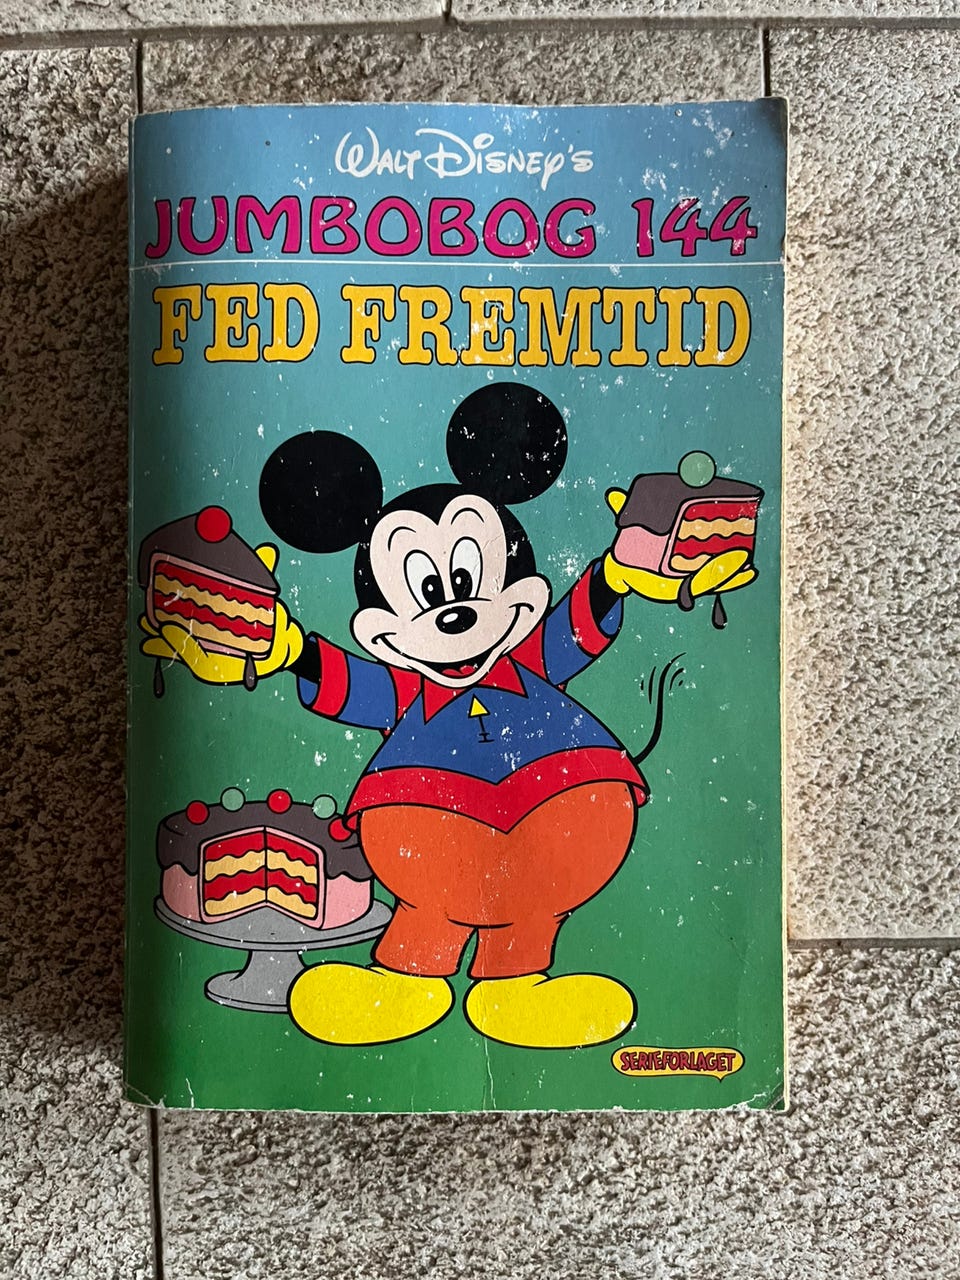 WALT DISNEY'S
JUMBOBOG 144
FED FREMTID
SERIEFORLAGET